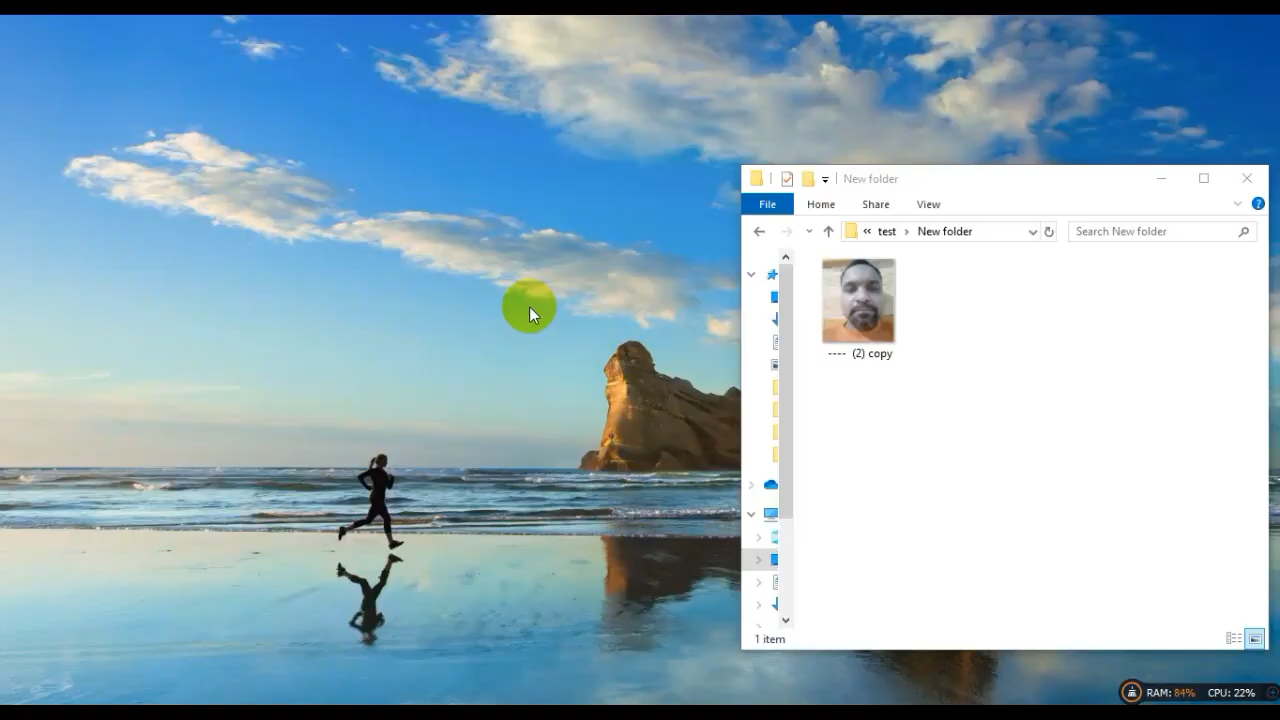 New folder
File Home Share View
« test › New folder
Search New folder
---- (2) copy
1 item
RAM: 84% CPU: 22%